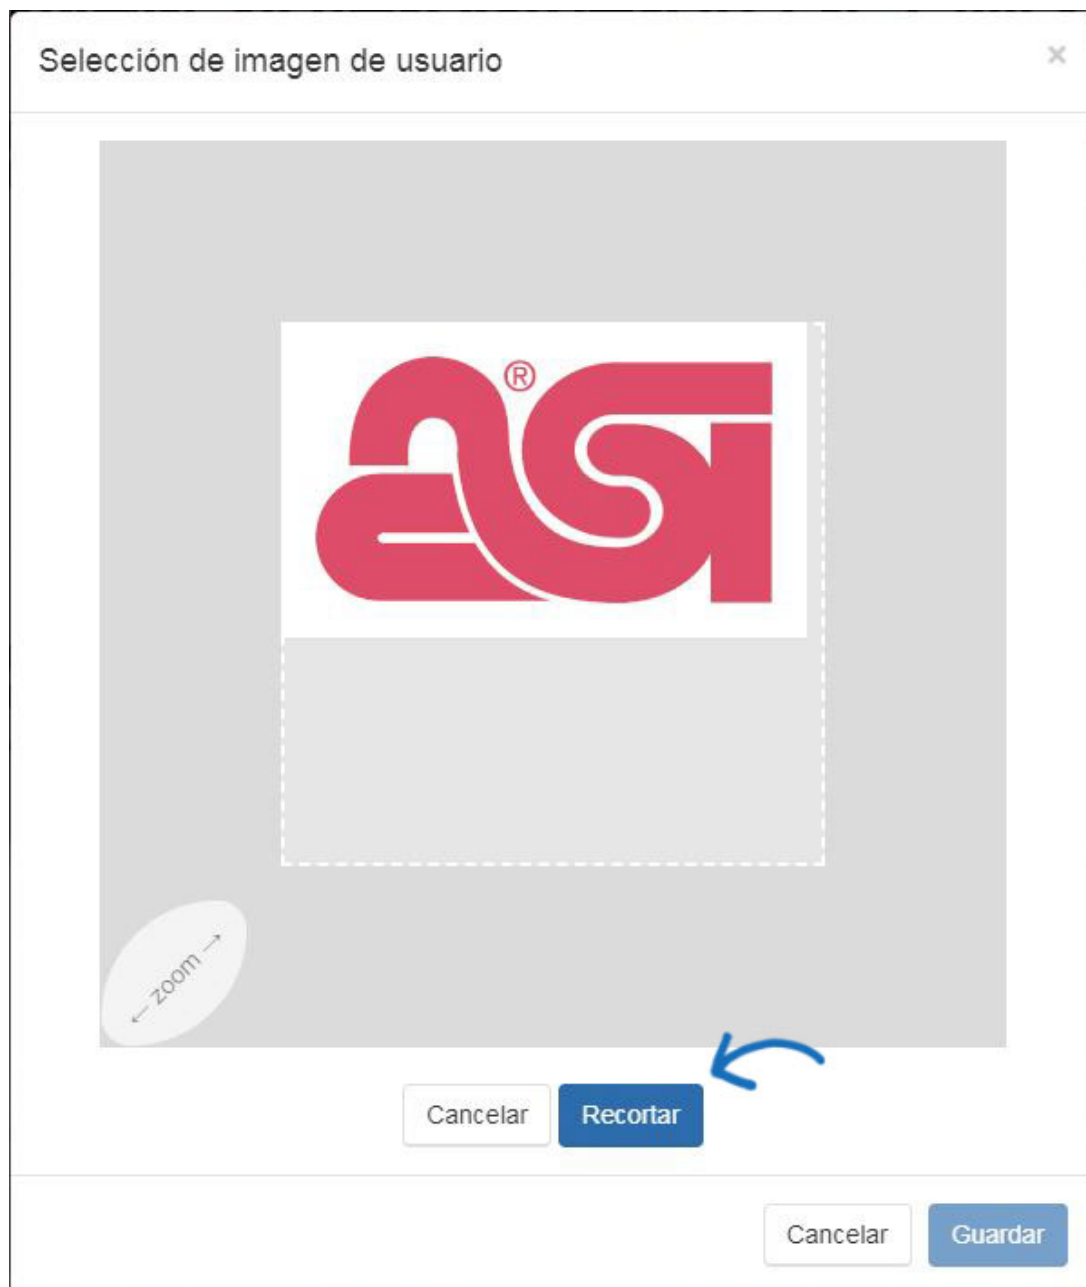 Selección de imagen de usuario ×
asi®
← zoom →
Cancelar Recortar
Cancelar Guardar